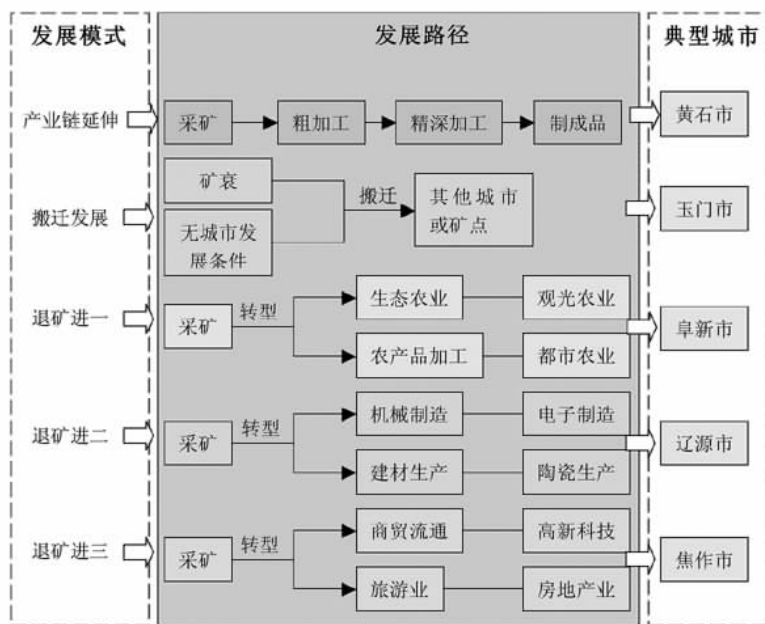 发展模式
发展路径
典型城市
产业链延伸
采矿
粗加工
精深加工
制成品
黄石市
搬迁发展
矿衰
无城市发
展条件
搬迁
其他城市
或矿点
玉门市
退矿进一
采矿
转型
生态农业
观光农业
农产品加工
都市农业
阜新市
退矿进二
采矿
转型
机械制造
电子制造
建材生产
陶瓷生产
辽源市
退矿进三
采矿
转型
商贸流通
高新科技
旅游业
房地产业
焦作市